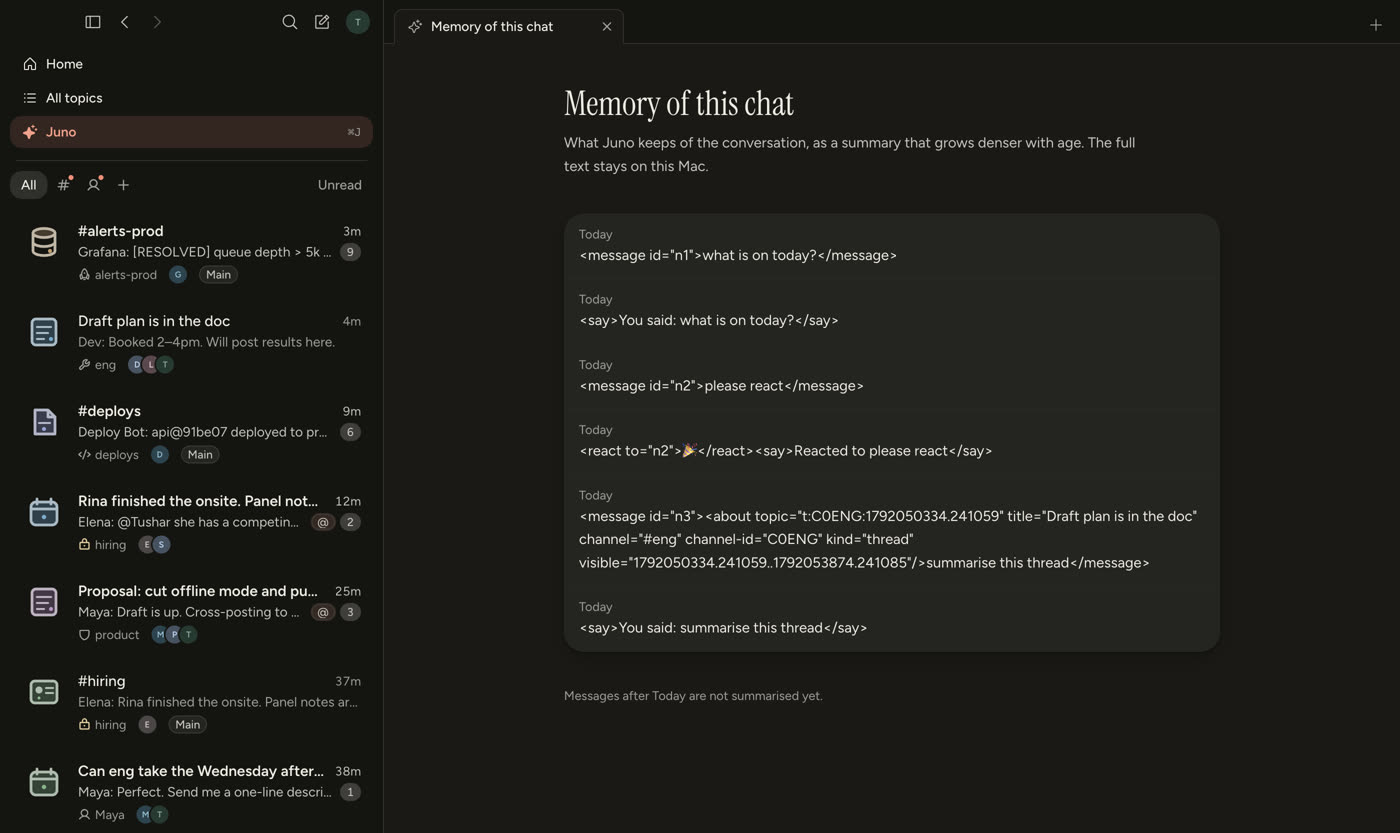 T
Home
All topics
Juno
⌘J
All
Unread
#alerts-prod
3m
Grafana: [RESOLVED] queue depth > 5k ...
9
alerts-prod
G
Main
Draft plan is in the doc
4m
Dev: Booked 2–4pm. Will post results here.
eng
D L T
#deploys
9m
Deploy Bot: api@91be07 deployed to pr...
6
deploys
D
Main
Rina finished the onsite. Panel not...
12m
Elena: @Tushar she has a competin...
@ 2
hiring
E S
Proposal: cut offline mode and pu...
25m
Maya: Draft is up. Cross-posting to ...
@ 3
product
M P T
#hiring
37m
Elena: Rina finished the onsite. Panel notes ar...
hiring
E
Main
Can eng take the Wednesday after...
38m
Maya: Perfect. Send me a one-line descri...
1
Maya
M T
Memory of this chat
Memory of this chat
What Juno keeps of the conversation, as a summary that grows denser with age. The full
text stays on this Mac.
Today
<message id="n1">what is on today?</message>
Today
<say>You said: what is on today?</say>
Today
<message id="n2">please react</message>
Today
<react to="n2">🎉</react><say>Reacted to please react</say>
Today
<message id="n3"><about topic="t:C0ENG:1792050334.241059" title="Draft plan is in the doc"
channel="#eng" channel-id="C0ENG" kind="thread"
visible="1792050334.241059..1792053874.241085"/>summarise this thread</message>
Today
<say>You said: summarise this thread</say>
Messages after Today are not summarised yet.